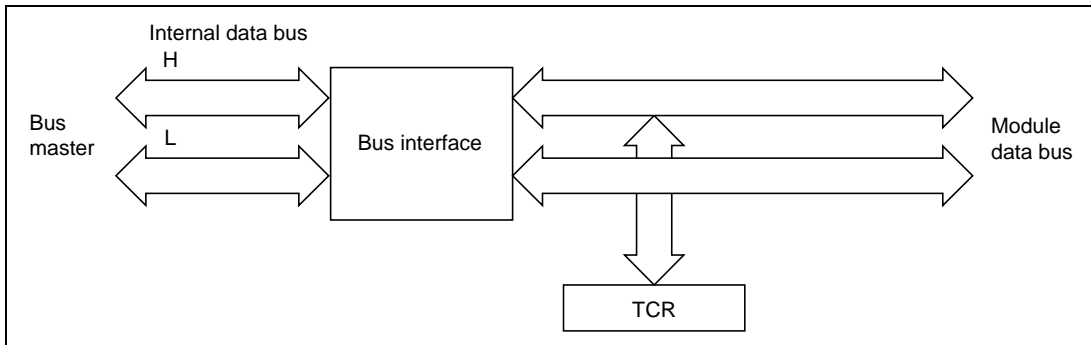 Internal data bus
H
Bus
master
L
Bus interface
Module
data bus
TCR